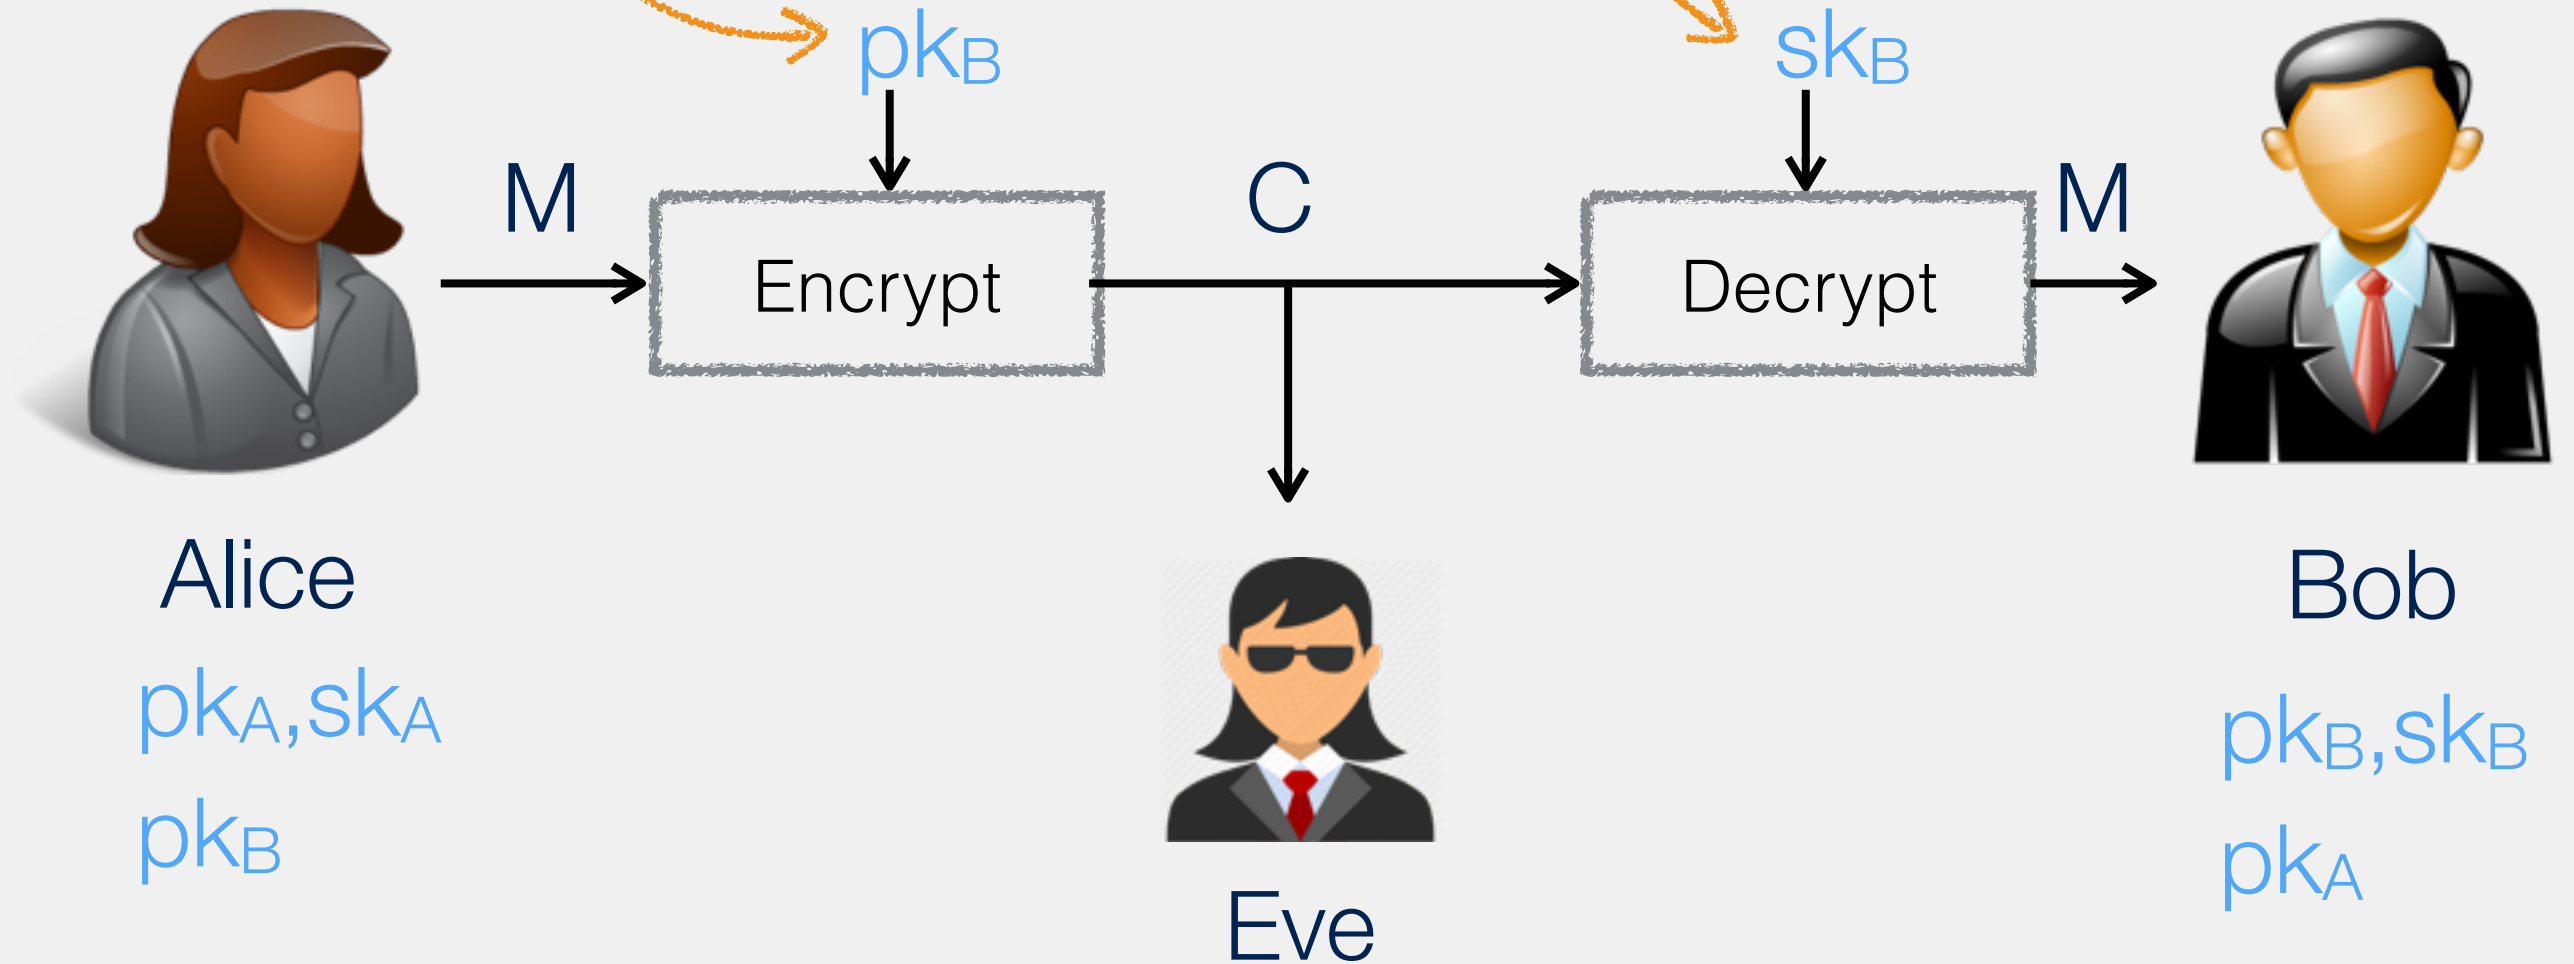 pkB
skB
M
C
M
Encrypt
Decrypt
Alice
Bob
pkA,skA
pkB,skB
pkB
pkA
Eve